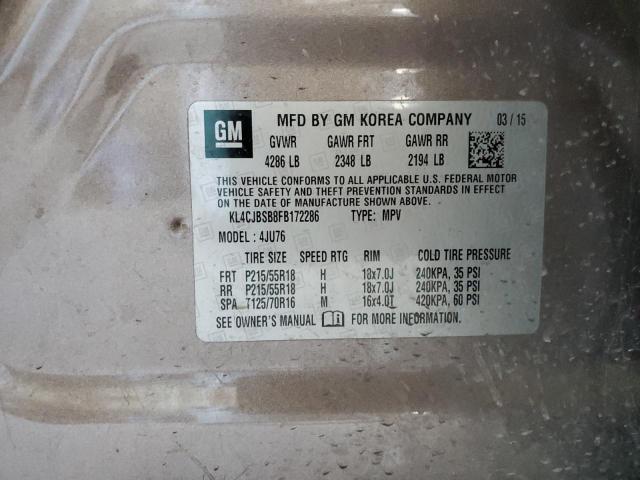 GM
MFD BY GM KOREA COMPANY 03 / 15
GVWR GAWR FRT GAWR RR
4286 LB 2348 LB 2194 LB
THIS VEHICLE CONFORMS TO ALL APPLICABLE U.S. FEDERAL MOTOR
VEHICLE SAFETY AND THEFT PREVENTION STANDARDS IN EFFECT
ON THE DATE OF MANUFACTURE SHOWN ABOVE.
KL4CJBSB8FB172286 TYPE: MPV
MODEL: 4JU76
TIRE SIZE SPEED RTG RIM COLD TIRE PRESSURE
FRT P215/55R18 H 18x7.0J 240KPA, 35 PSI
RR P215/55R18 H 18x7.0J 240KPA, 35 PSI
SPA T125/70R16 M 16x4.0T 420KPA, 60 PSI
SEE OWNER'S MANUAL FOR MORE INFORMATION.